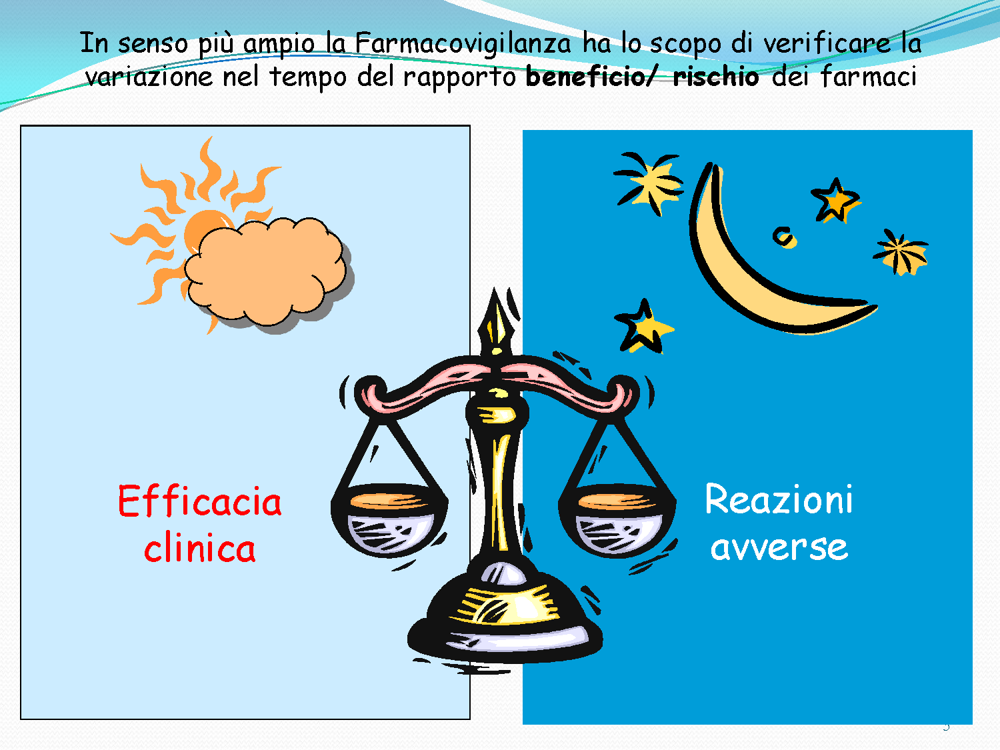 In senso più ampio la Farmacovigilanza ha lo scopo di verificare la
variazione nel tempo del rapporto beneficio/ rischio dei farmaci
Efficacia
clinica
Reazioni
avverse